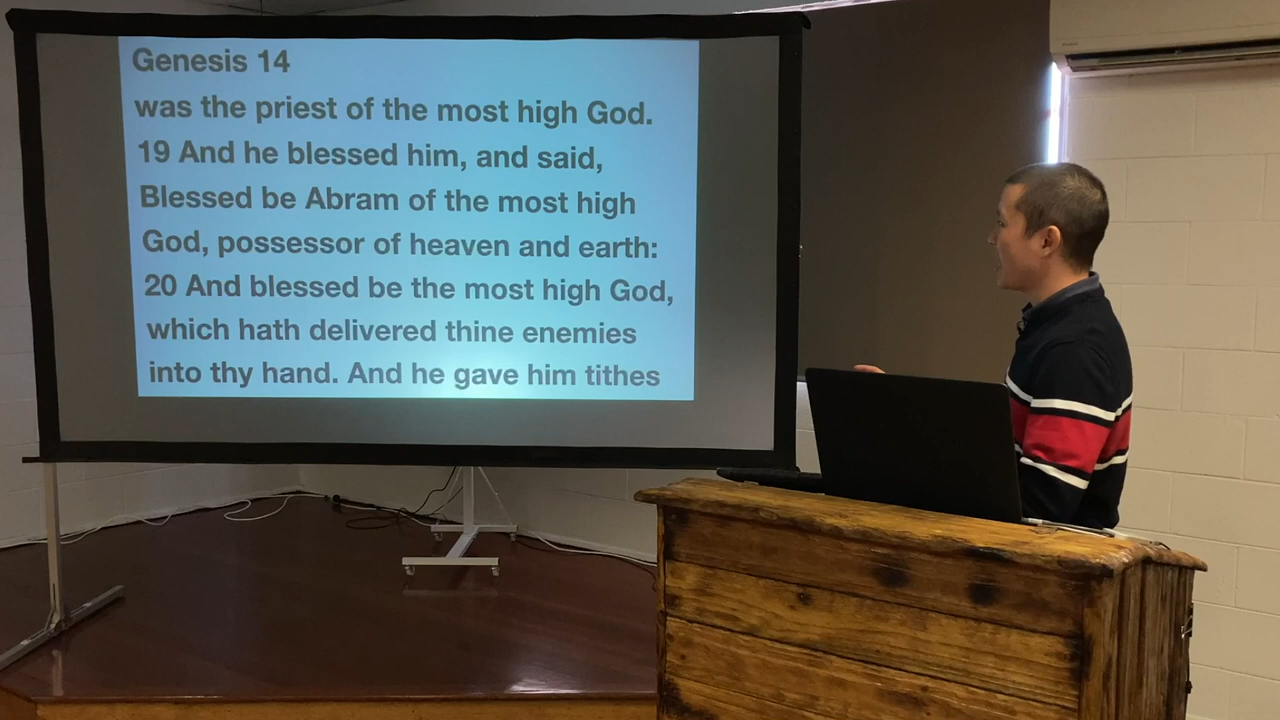 Genesis 14
was the priest of the most high God.
19 And he blessed him, and said,
Blessed be Abram of the most high
God, possessor of heaven and earth:
20 And blessed be the most high God,
which hath delivered thine enemies
into thy hand. And he gave him tithes